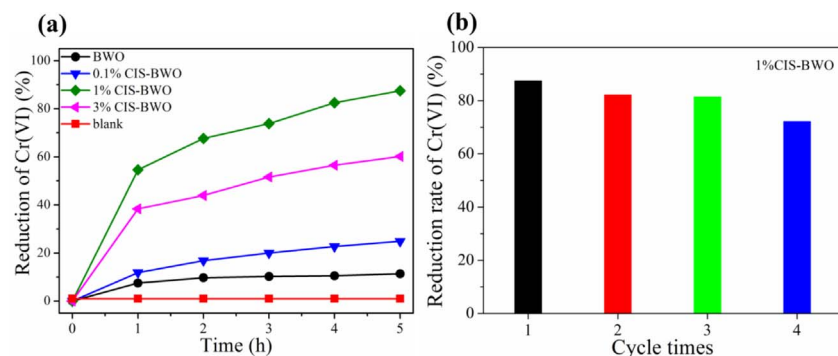 (a)
Reduction of Cr(VI) (%)
100
80
60
40
20
0
BWO
0.1% CIS-BWO
1% CIS-BWO
3% CIS-BWO
blank
0 1 2 3 4 5
Time (h)
(b)
Reduction rate of Cr(VI) (%)
100
80
60
40
20
0
1%CIS-BWO
1 2 3 4
Cycle times